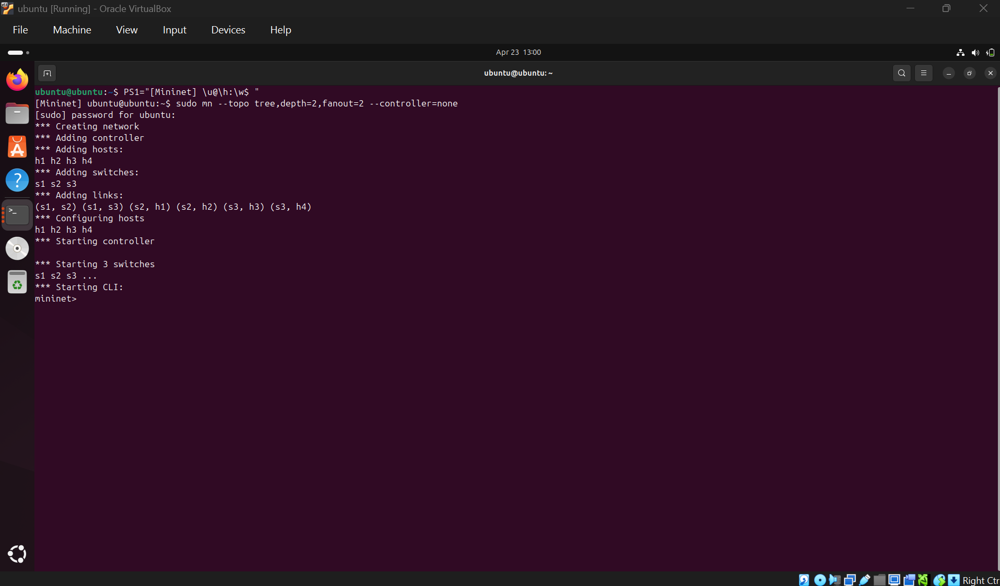 ubuntu [Running] - Oracle VirtualBox
File Machine View Input Devices Help
Apr 23 13:00
ubuntu@ubuntu: ~
ubuntu@ubuntu:~$ PS1="[Mininet] \u@\h:\w$ "
[Mininet] ubuntu@ubuntu:~$ sudo mn --topo tree,depth=2,fanout=2 --controller=none
[sudo] password for ubuntu:
*** Creating network
*** Adding controller
*** Adding hosts:
h1 h2 h3 h4
*** Adding switches:
s1 s2 s3
*** Adding links:
(s1, s2) (s1, s3) (s2, h1) (s2, h2) (s3, h3) (s3, h4)
*** Configuring hosts
h1 h2 h3 h4
*** Starting controller
*** Starting 3 switches
s1 s2 s3 ...
*** Starting CLI:
mininet>
Right Ctr